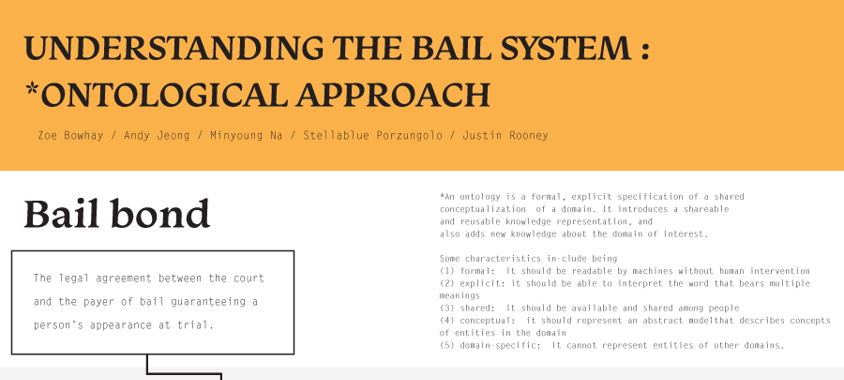 UNDERSTANDING THE BAIL SYSTEM :
*ONTOLOGICAL APPROACH
Zoe Bowhay / Andy Jeong / Minyoung Na / Stellablue Porzungolo / Justin Rooney
Bail bond
The legal agreement between the court
and the payer of bail guaranteeing a
person's appearance at trial.
*An ontology is a formal, explicit specification of a shared
conceptualization of a domain. It introduces a shareable
and reusable knowledge representation, and
also adds new knowledge about the domain of interest.
Some characteristics in-clude being
(1) formal: it should be readable by machines without human intervention
(2) explicit: it should be able to interpret the word that bears multiple
meanings
(3) shared: it should be available and shared among people
(4) conceptual: it should represent an abstract modelthat describes concepts
of entities in the domain
(5) domain-specific: it cannot represent entities of other domains.